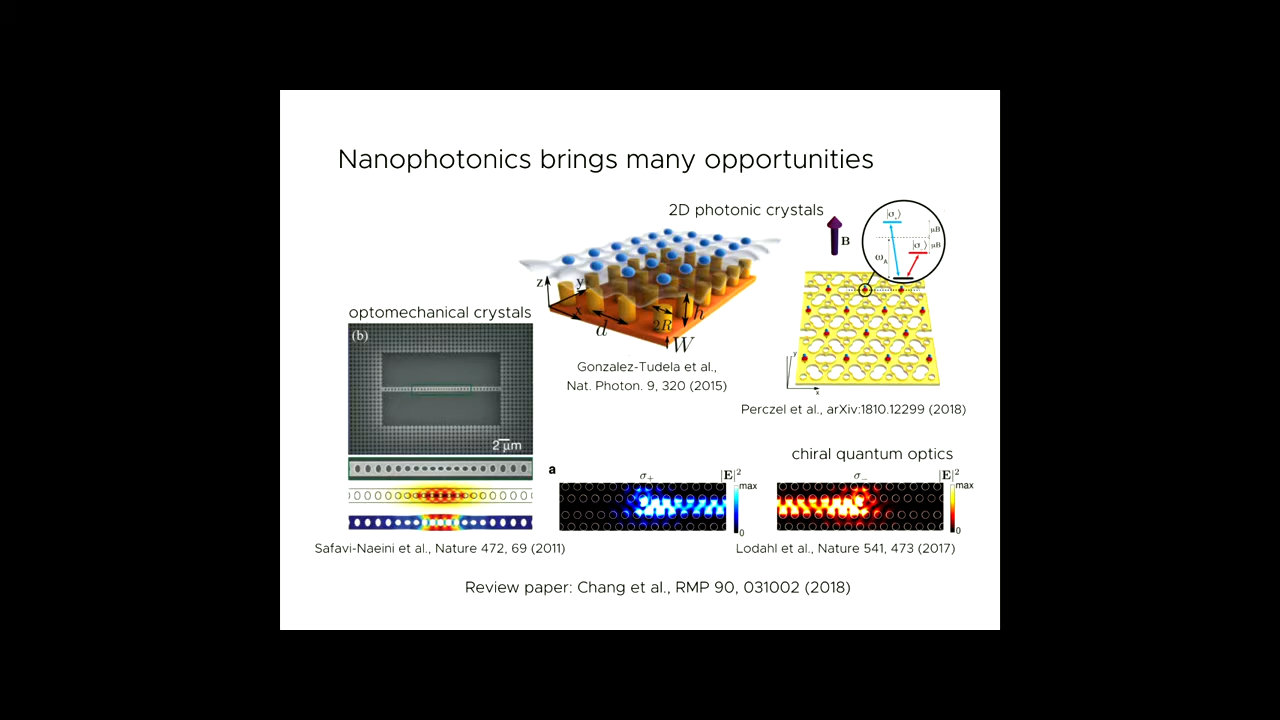 Nanophotonics brings many opportunities
2D photonic crystals
B
|σ₊⟩
μB
|σ₋⟩
μB
ω_A
z
y
x
d
2R
h
W
y
x
Gonzalez-Tudela et al.,
Nat. Photon. 9, 320 (2015)
Perczel et al., arXiv:1810.12299 (2018)
optomechanical crystals
(b)
2 μm
Safavi-Naeini et al., Nature 472, 69 (2011)
chiral quantum optics
a
σ₊
|E|²
max
0
σ₋
|E|²
max
0
Lodahl et al., Nature 541, 473 (2017)
Review paper: Chang et al., RMP 90, 031002 (2018)